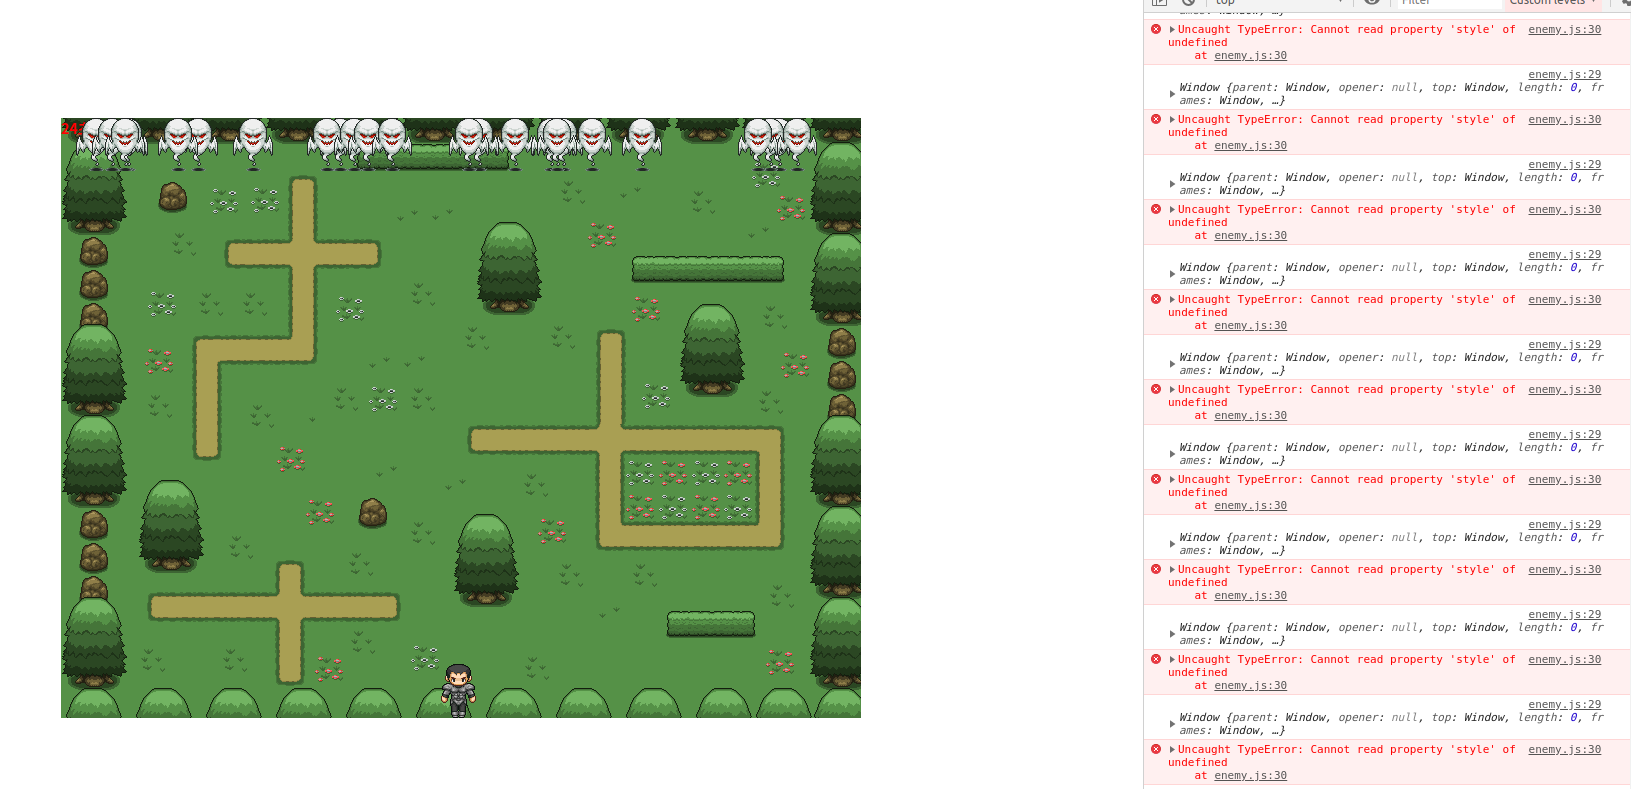 top Filter Custom levels
ames: Window, …}
Uncaught TypeError: Cannot read property 'style' of enemy.js:30
undefined
at enemy.js:30
enemy.js:29
Window {parent: Window, opener: null, top: Window, length: 0, fr
ames: Window, …}
Uncaught TypeError: Cannot read property 'style' of enemy.js:30
undefined
at enemy.js:30
enemy.js:29
Window {parent: Window, opener: null, top: Window, length: 0, fr
ames: Window, …}
Uncaught TypeError: Cannot read property 'style' of enemy.js:30
undefined
at enemy.js:30
enemy.js:29
Window {parent: Window, opener: null, top: Window, length: 0, fr
ames: Window, …}
Uncaught TypeError: Cannot read property 'style' of enemy.js:30
undefined
at enemy.js:30
enemy.js:29
Window {parent: Window, opener: null, top: Window, length: 0, fr
ames: Window, …}
Uncaught TypeError: Cannot read property 'style' of enemy.js:30
undefined
at enemy.js:30
enemy.js:29
Window {parent: Window, opener: null, top: Window, length: 0, fr
ames: Window, …}
Uncaught TypeError: Cannot read property 'style' of enemy.js:30
undefined
at enemy.js:30
enemy.js:29
Window {parent: Window, opener: null, top: Window, length: 0, fr
ames: Window, …}
Uncaught TypeError: Cannot read property 'style' of enemy.js:30
undefined
at enemy.js:30
enemy.js:29
Window {parent: Window, opener: null, top: Window, length: 0, fr
ames: Window, …}
Uncaught TypeError: Cannot read property 'style' of enemy.js:30
undefined
at enemy.js:30
enemy.js:29
Window {parent: Window, opener: null, top: Window, length: 0, fr
ames: Window, …}
Uncaught TypeError: Cannot read property 'style' of enemy.js:30
undefined
at enemy.js:30